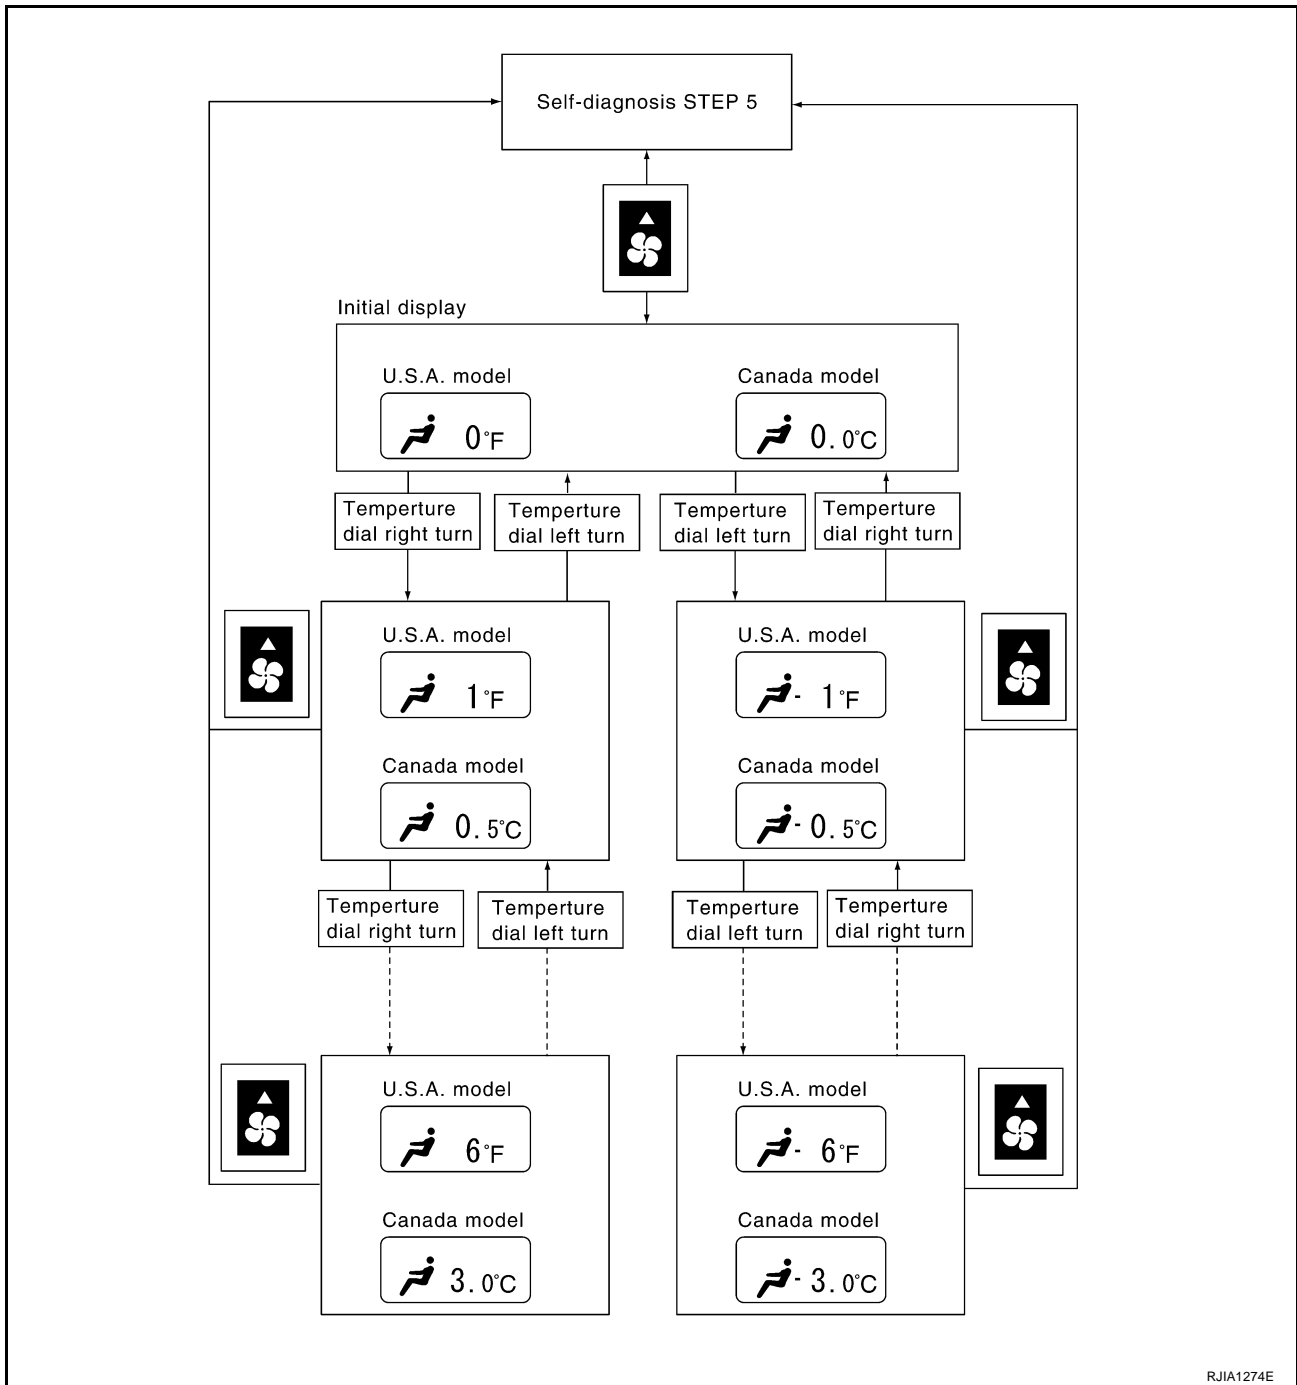 Self-diagnosis STEP 5
Initial display
U.S.A. model
0°F
Canada model
0.0°C
Temperture
dial right turn
Temperture
dial left turn
Temperture
dial left turn
Temperture
dial right turn
U.S.A. model
1°F
Canada model
0.5°C
U.S.A. model
- 1°F
Canada model
- 0.5°C
Temperture
dial right turn
Temperture
dial left turn
Temperture
dial left turn
Temperture
dial right turn
U.S.A. model
6°F
Canada model
3.0°C
U.S.A. model
- 6°F
Canada model
- 3.0°C
RJIA1274E